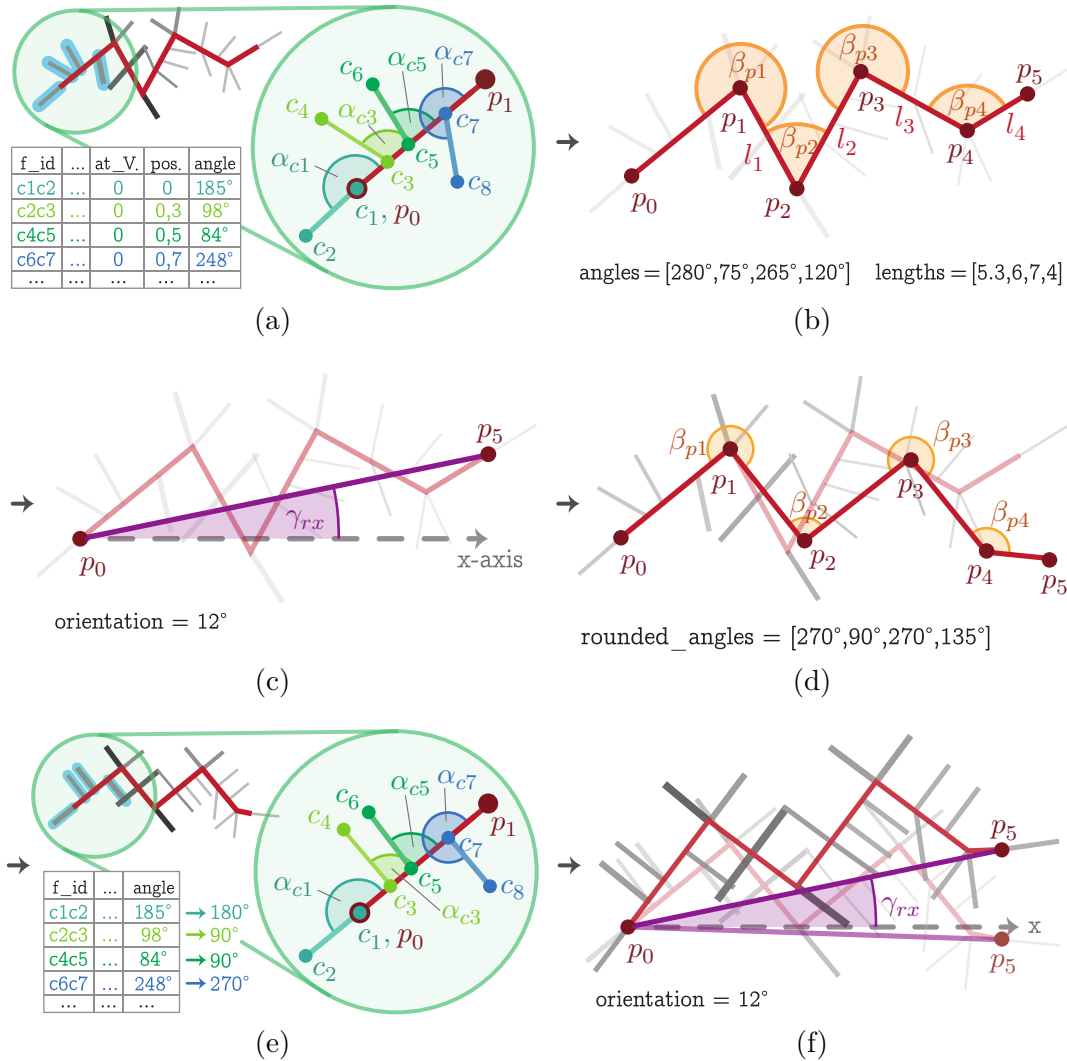 c6
αc5
αc7
c4
αc3
p1
αc1
c7
c5
c3
c8
c1, p0
c2
f_id ... at_V. pos. angle
c1c2 ... 0 0 185°
c2c3 ... 0 0,3 98°
c4c5 ... 0 0,5 84°
c6c7 ... 0 0,7 248°
... ... ... ... ...
(a)
βp1
βp3
p5
p1
βp2
p3
l3
βp4
l4
l1
l2
p4
p0
p2
angles=[280°,75°,265°,120°] lengths=[5.3,6,7,4]
(b)
p5
γrx
p0
x-axis
orientation = 12°
(c)
βp1
βp3
p1
p3
βp2
βp4
p0
p2
p4
p5
rounded_angles = [270°,90°,270°,135°]
(d)
c6
αc5
αc7
c4
p1
c7
αc1
c5
c3
αc3
c8
c1, p0
c2
f_id ... angle
c1c2 ... 185° →180°
c2c3 ... 98° →90°
c4c5 ... 84° →90°
c6c7 ... 248° →270°
... ... ...
(e)
p5
γrx
x
p0
p5
orientation = 12°
(f)